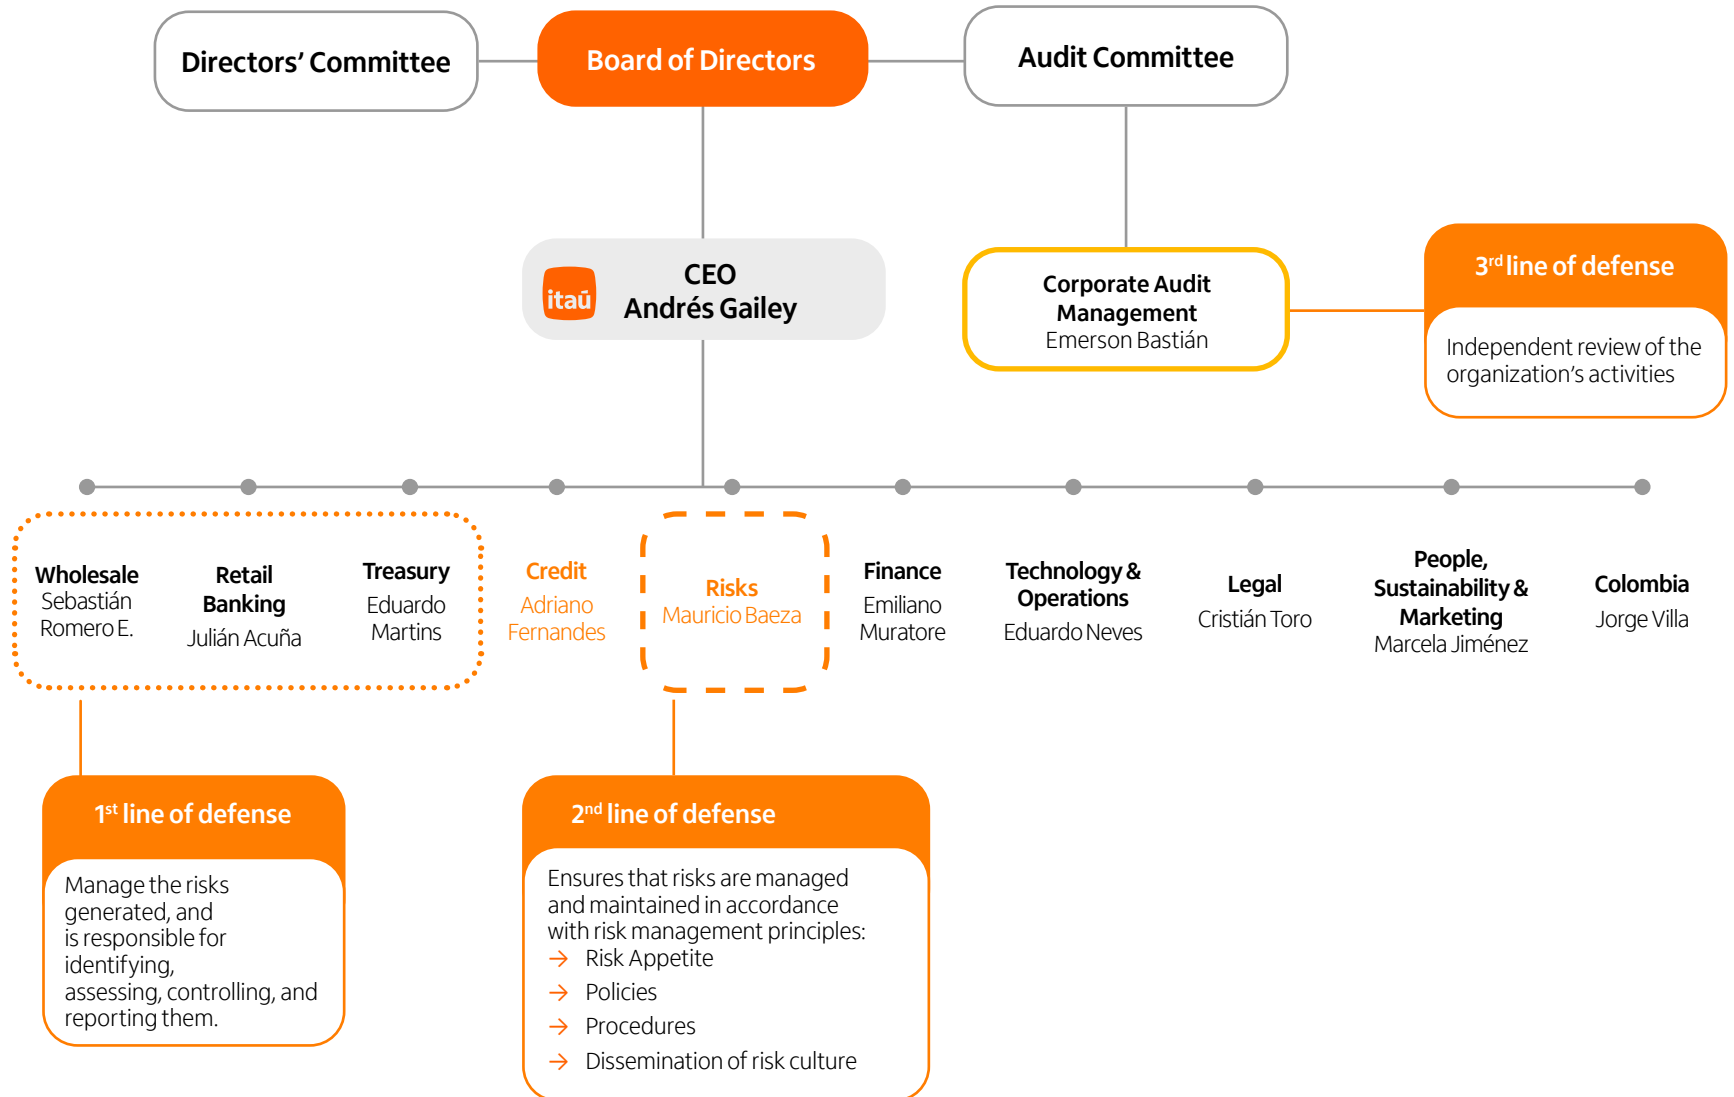 Directors' Committee
Board of Directors
Audit Committee
itaú
CEO
Andrés Gailey
Corporate Audit
Management
Emerson Bastián
3rd line of defense
Independent review of the
organization's activities
Wholesale
Sebastián
Romero E.
Retail
Banking
Julián Acuña
Treasury
Eduardo
Martins
Credit
Adriano
Fernandes
Risks
Mauricio Baeza
Finance
Emiliano
Muratore
Technology &
Operations
Eduardo Neves
Legal
Cristián Toro
People,
Sustainability &
Marketing
Marcela Jiménez
Colombia
Jorge Villa
1st line of defense
Manage the risks
generated, and
is responsible for
identifying,
assessing, controlling, and
reporting them.
2nd line of defense
Ensures that risks are managed
and maintained in accordance
with risk management principles:
→ Risk Appetite
→ Policies
→ Procedures
→ Dissemination of risk culture